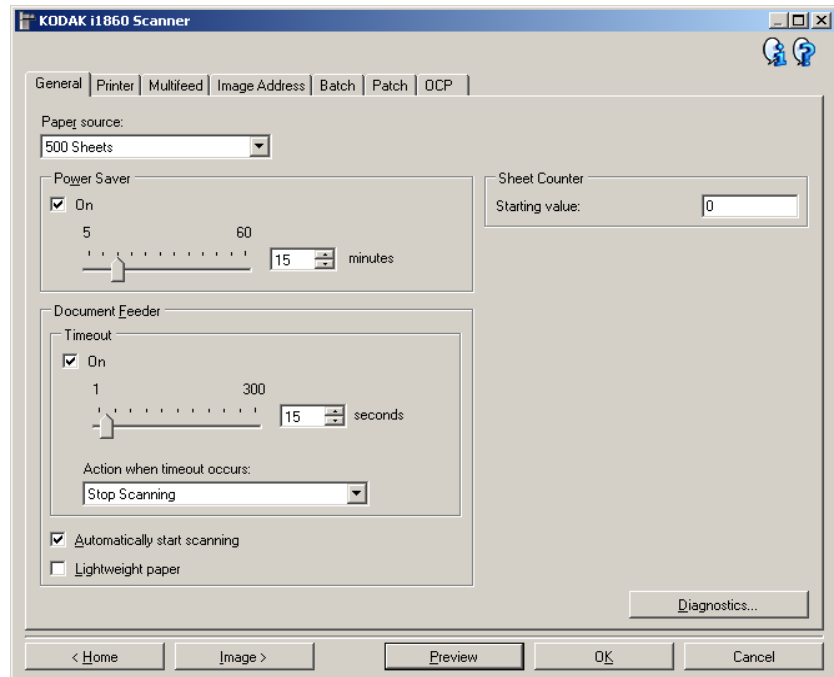 KODAK i1860 Scanner
General Printer Multifeed Image Address Batch Patch OCP
Paper source:
500 Sheets
Power Saver
On
5 60
15 minutes
Sheet Counter
Starting value: 0
Document Feeder
Timeout
On
1 300
15 seconds
Action when timeout occurs:
Stop Scanning
Automatically start scanning
Lightweight paper
Diagnostics...
< Home Image > Preview OK Cancel